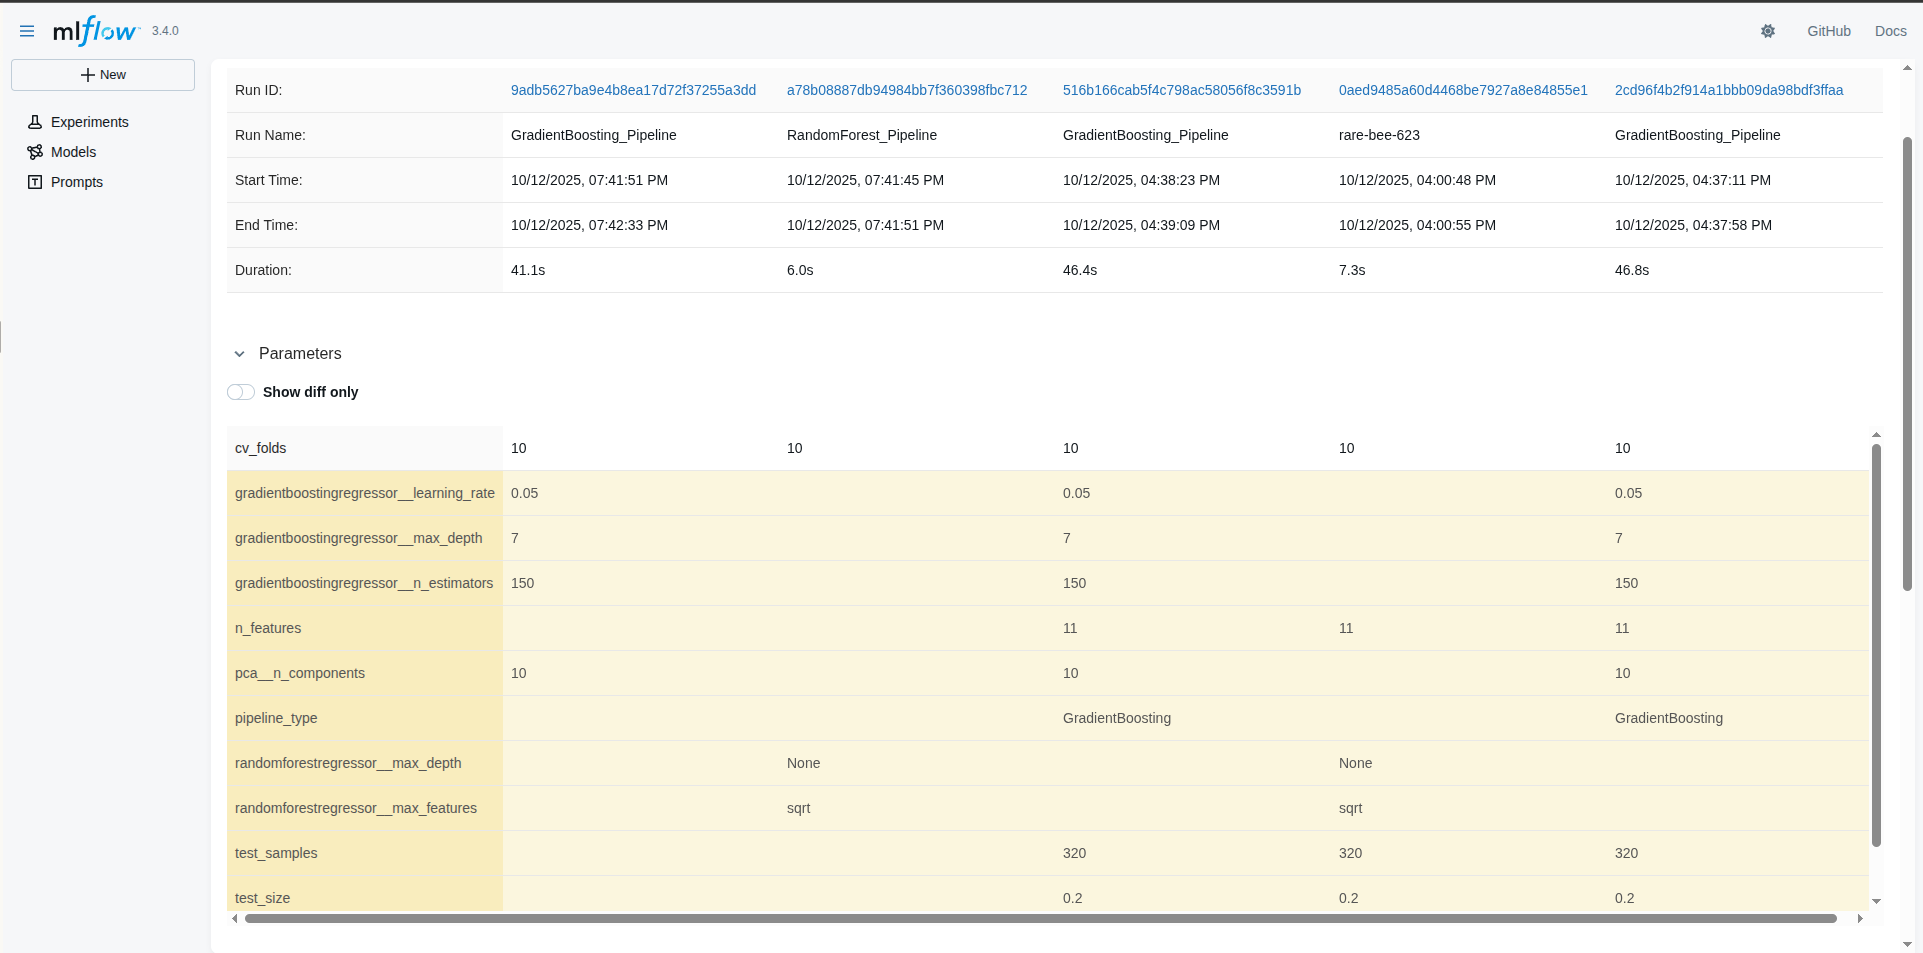 mlflow 3.4.0 GitHub Docs
New
Experiments
Models
Prompts
Run ID: 9adb5627ba9e4b8ea17d72f37255a3dd a78b08887db94984bb7f360398fbc712 516b166cab5f4c798ac58056f8c3591b 0aed9485a60d4468be7927a8e84855e1 2cd96f4b2f914a1bbb09da98bdf3ffaa
Run Name: GradientBoosting_Pipeline RandomForest_Pipeline GradientBoosting_Pipeline rare-bee-623 GradientBoosting_Pipeline
Start Time: 10/12/2025, 07:41:51 PM 10/12/2025, 07:41:45 PM 10/12/2025, 04:38:23 PM 10/12/2025, 04:00:48 PM 10/12/2025, 04:37:11 PM
End Time: 10/12/2025, 07:42:33 PM 10/12/2025, 07:41:51 PM 10/12/2025, 04:39:09 PM 10/12/2025, 04:00:55 PM 10/12/2025, 04:37:58 PM
Duration: 41.1s 6.0s 46.4s 7.3s 46.8s
Parameters
Show diff only
cv_folds 10 10 10 10 10
gradientboostingregressor__learning_rate 0.05 0.05 0.05
gradientboostingregressor__max_depth 7 7 7
gradientboostingregressor__n_estimators 150 150 150
n_features 11 11 11
pca__n_components 10 10 10
pipeline_type GradientBoosting GradientBoosting
randomforestregressor__max_depth None None
randomforestregressor__max_features sqrt sqrt
test_samples 320 320 320
test_size 0.2 0.2 0.2